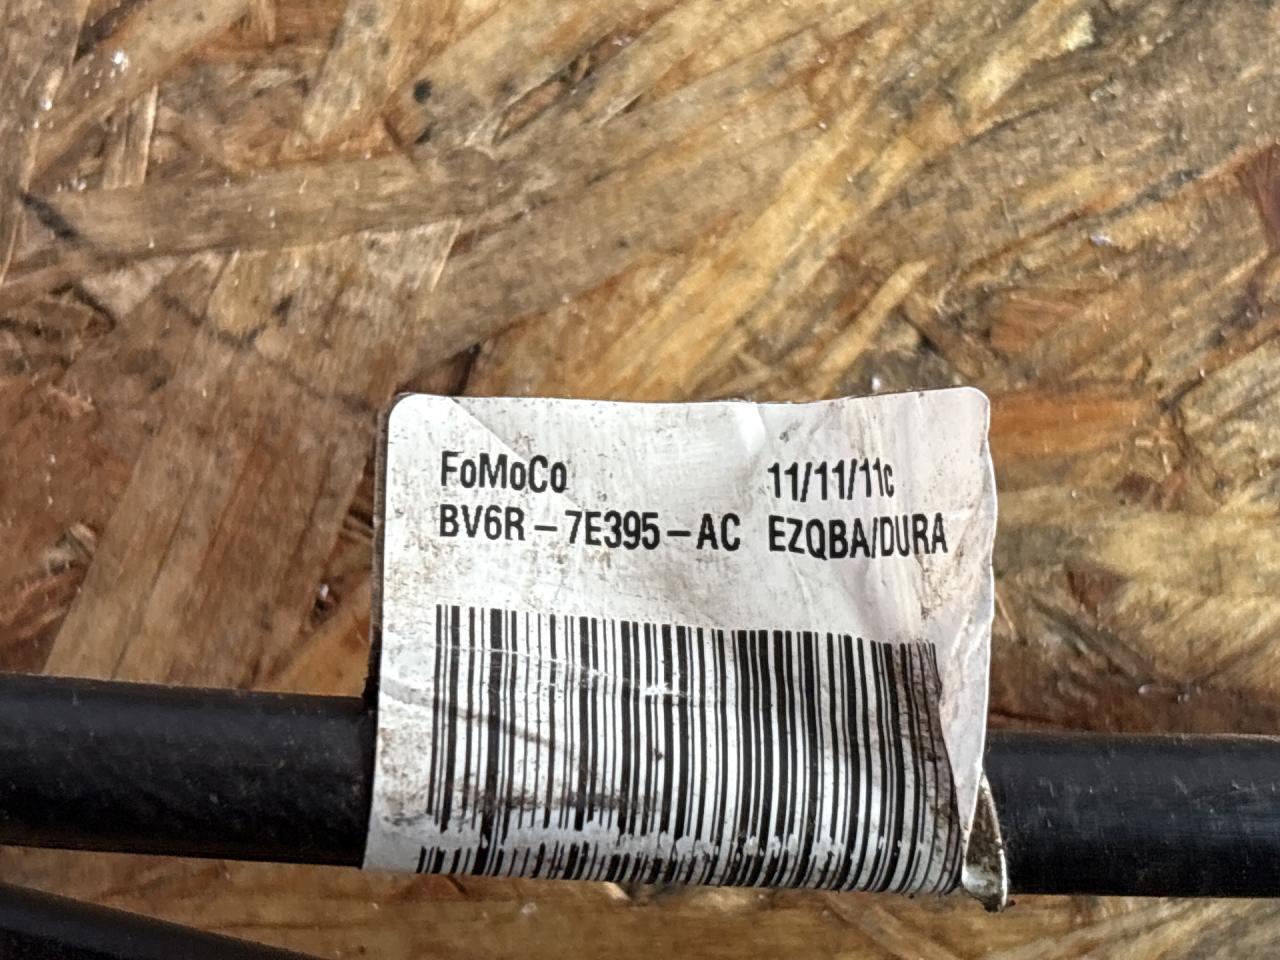 FoMoCo 11/11/11c
BV6R-7E395-AC EZQBA/DURA